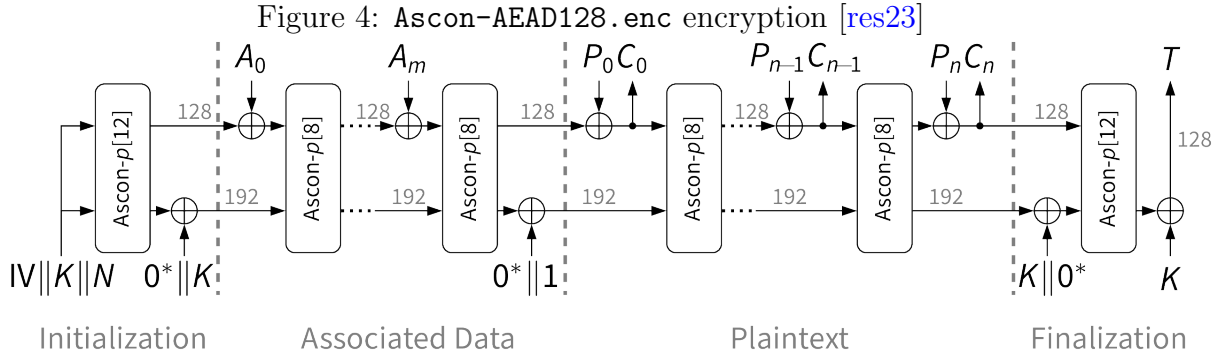 Figure 4: Ascon-AEAD128.enc encryption [res23]
A₀ Aₘ P₀ C₀ Pₙ₋₁ Cₙ₋₁ Pₙ Cₙ T
128 128 128 128 128 128
Ascon-p[12] Ascon-p[8] Ascon-p[8] Ascon-p[8] Ascon-p[8] Ascon-p[12]
192 192 192 192 192
IV‖K‖N 0*‖K 0*‖1 K‖0* K
Initialization Associated Data Plaintext Finalization